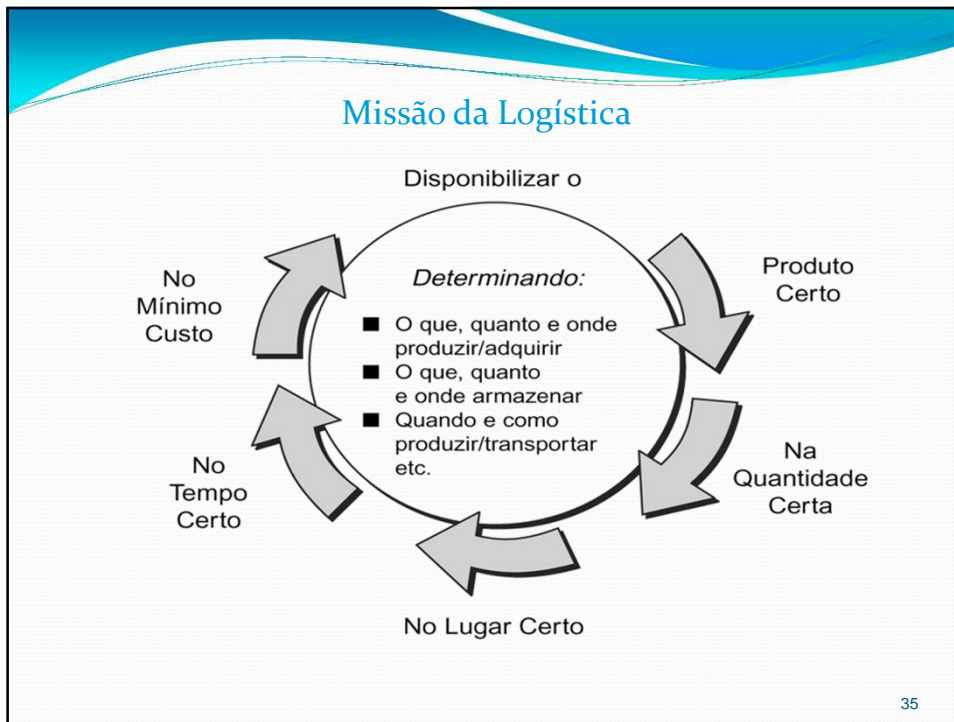 Missão da Logística
Disponibilizar o
Produto
Certo
Na
Quantidade
Certa
No Lugar Certo
No
Tempo
Certo
No
Mínimo
Custo
Determinando:
■ O que, quanto e onde
produzir/adquirir
■ O que, quanto
e onde armazenar
■ Quando e como
produzir/transportar
etc.
35